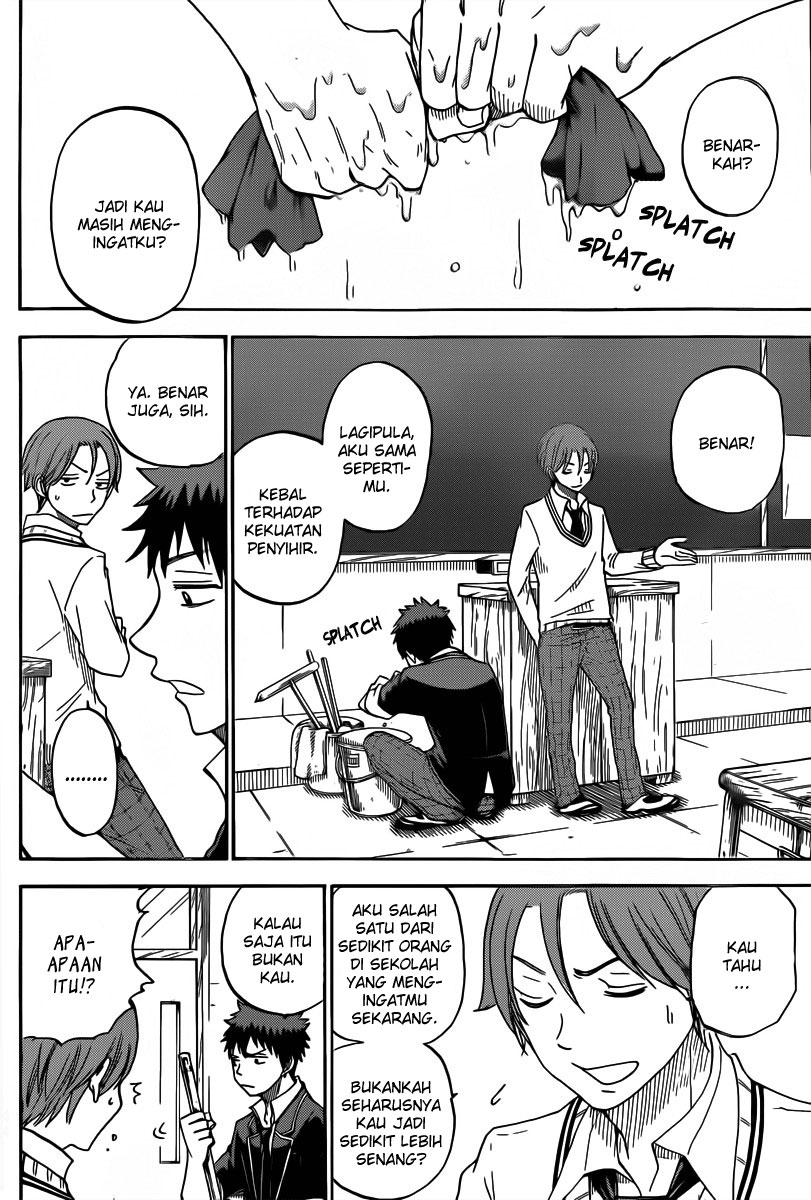 BENAR-
KAH?
JADI KAU
MASIH MENG-
INGATKU?
SPLATCH
SPLATCH
BENAR!
LAGIPULA,
AKU SAMA
SEPERTI-
MU.
KEBAL
TERHADAP
KEKUATAN
PENYIHIR.
SPLATCH
YA. BENAR
JUGA, SIH.
.........
KAU
TAHU
...
AKU SALAH
SATU DARI
SEDIKIT ORANG
DI SEKOLAH
YANG MENG-
INGATMU
SEKARANG.
BUKANKAH
SEHARUSNYA
KAU JADI
SEDIKIT LEBIH
SENANG?
KALAU
SAJA ITU
BUKAN
KAU.
APA-
APAAN
ITU!?